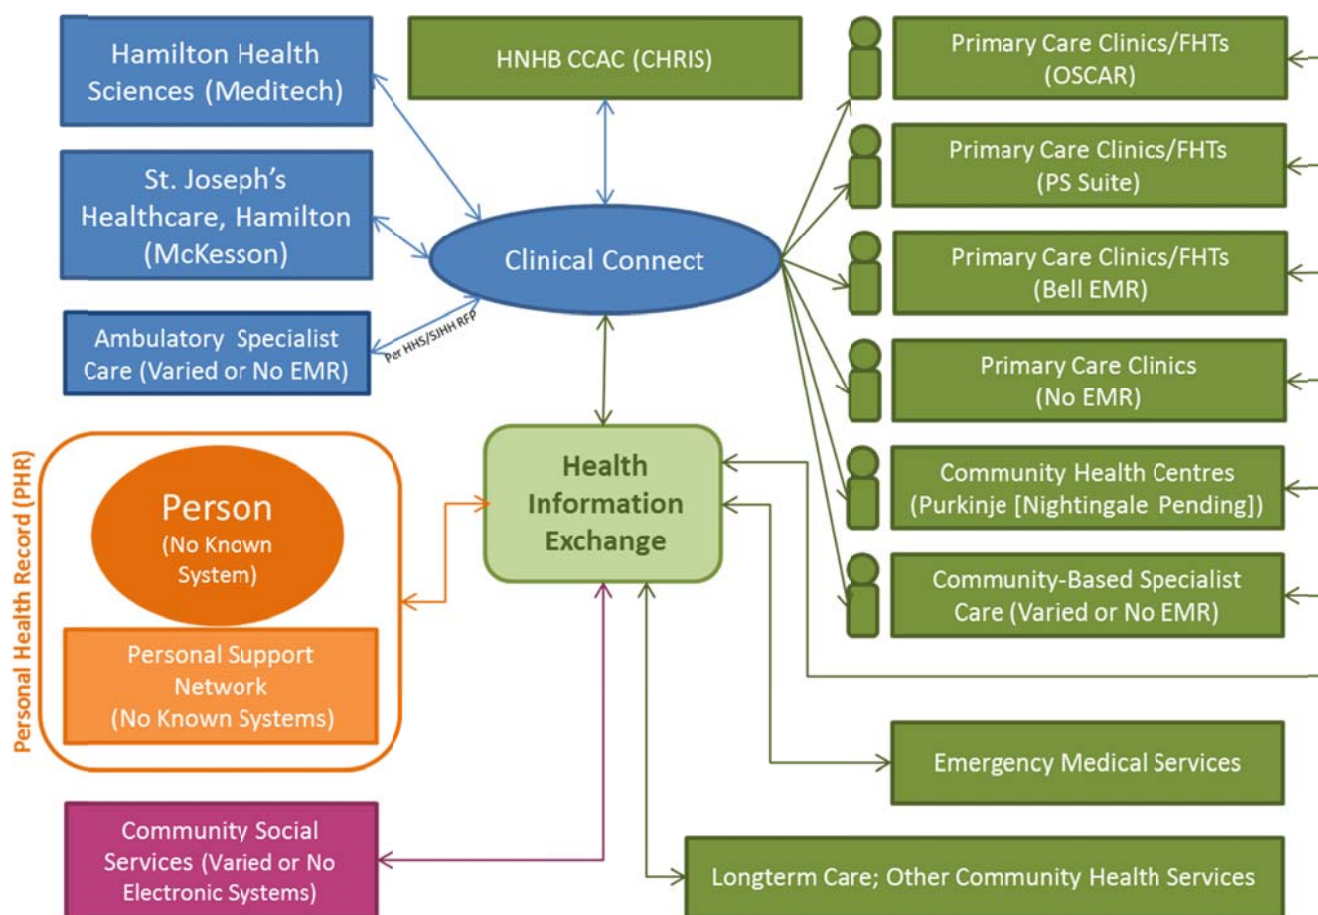 Hamilton Health
Sciences (Meditech)
HNHB CCAC (CHRIS)
Primary Care Clinics/FHTs
(OSCAR)
St. Joseph's
Healthcare, Hamilton
(McKesson)
Primary Care Clinics/FHTs
(PS Suite)
Clinical Connect
Primary Care Clinics/FHTs
(Bell EMR)
Ambulatory Specialist
Care (Varied or No EMR)
Per HHS/SJHH RFP
Primary Care Clinics
(No EMR)
Personal Health Record (PHR)
Person
(No Known
System)
Personal Support
Network
(No Known Systems)
Health
Information
Exchange
Community Health Centres
(Purkinje [Nightingale Pending])
Community-Based Specialist
Care (Varied or No EMR)
Emergency Medical Services
Community Social
Services (Varied or No
Electronic Systems)
Longterm Care; Other Community Health Services